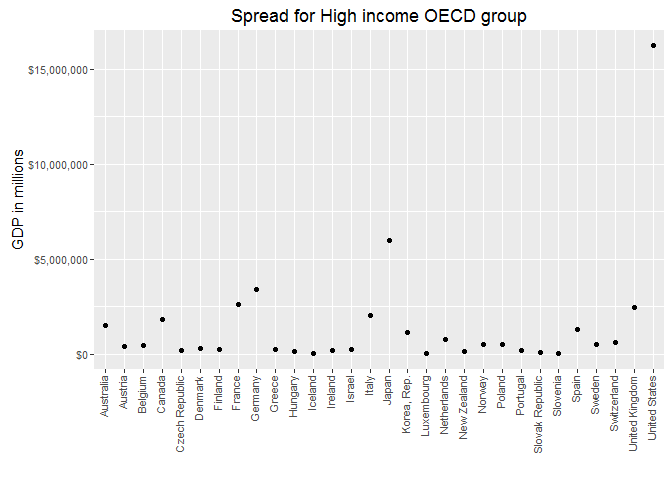 Spread for High income OECD group
GDP in millions
$15,000,000
$10,000,000
$5,000,000
$0
Australia
Austria
Belgium
Canada
Czech Republic
Denmark
Finland
France
Germany
Greece
Hungary
Iceland
Ireland
Israel
Italy
Japan
Korea, Rep.
Luxembourg
Netherlands
New Zealand
Norway
Poland
Portugal
Slovak Republic
Slovenia
Spain
Sweden
Switzerland
United Kingdom
United States